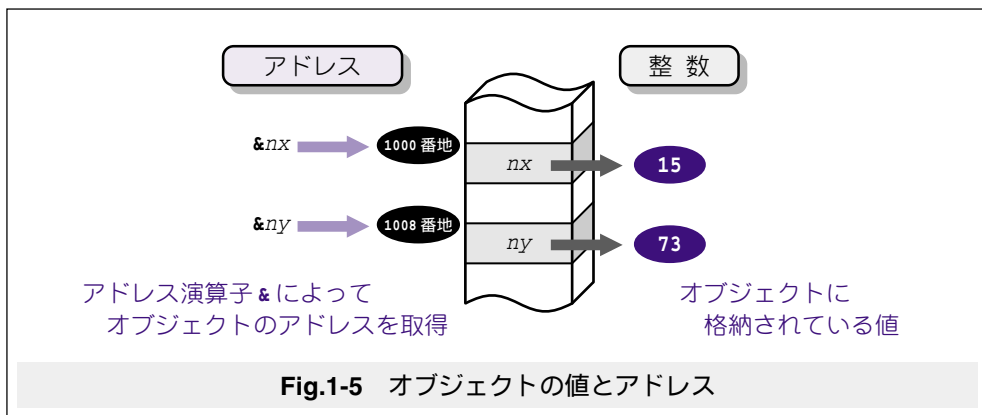 アドレス
整 数
&nx
1000 番地
nx
15
&ny
1008 番地
ny
73
アドレス演算子 & によって
オブジェクトのアドレスを取得
オブジェクトに
格納されている値
Fig.1-5 オブジェクトの値とアドレス